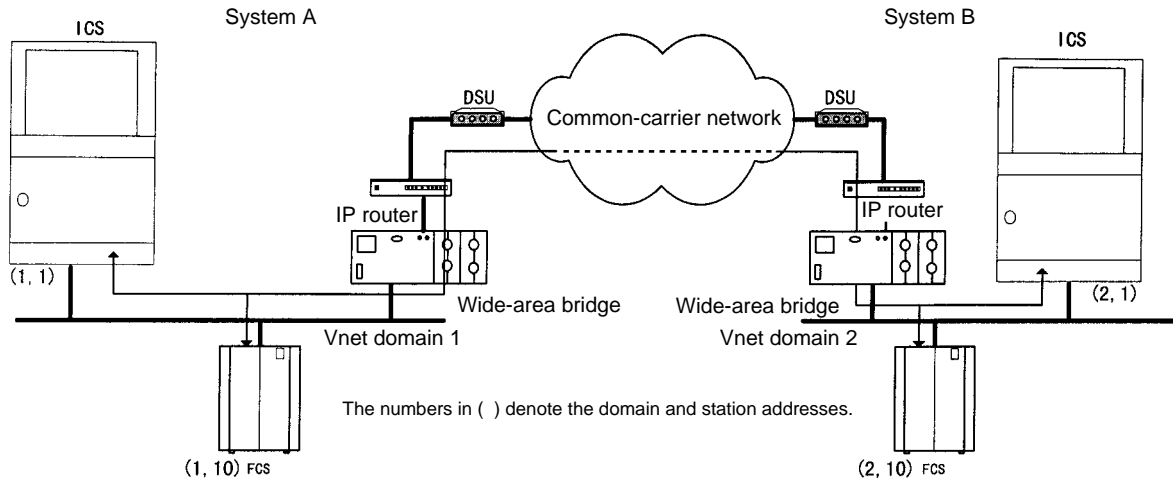 System A
System B
ICS
ICS
DSU
DSU
Common-carrier network
IP router
IP router
(1, 1)
(2, 1)
Wide-area bridge
Wide-area bridge
Vnet domain 1
Vnet domain 2
The numbers in ( ) denote the domain and station addresses.
(1, 10) FCS
(2, 10) FCS